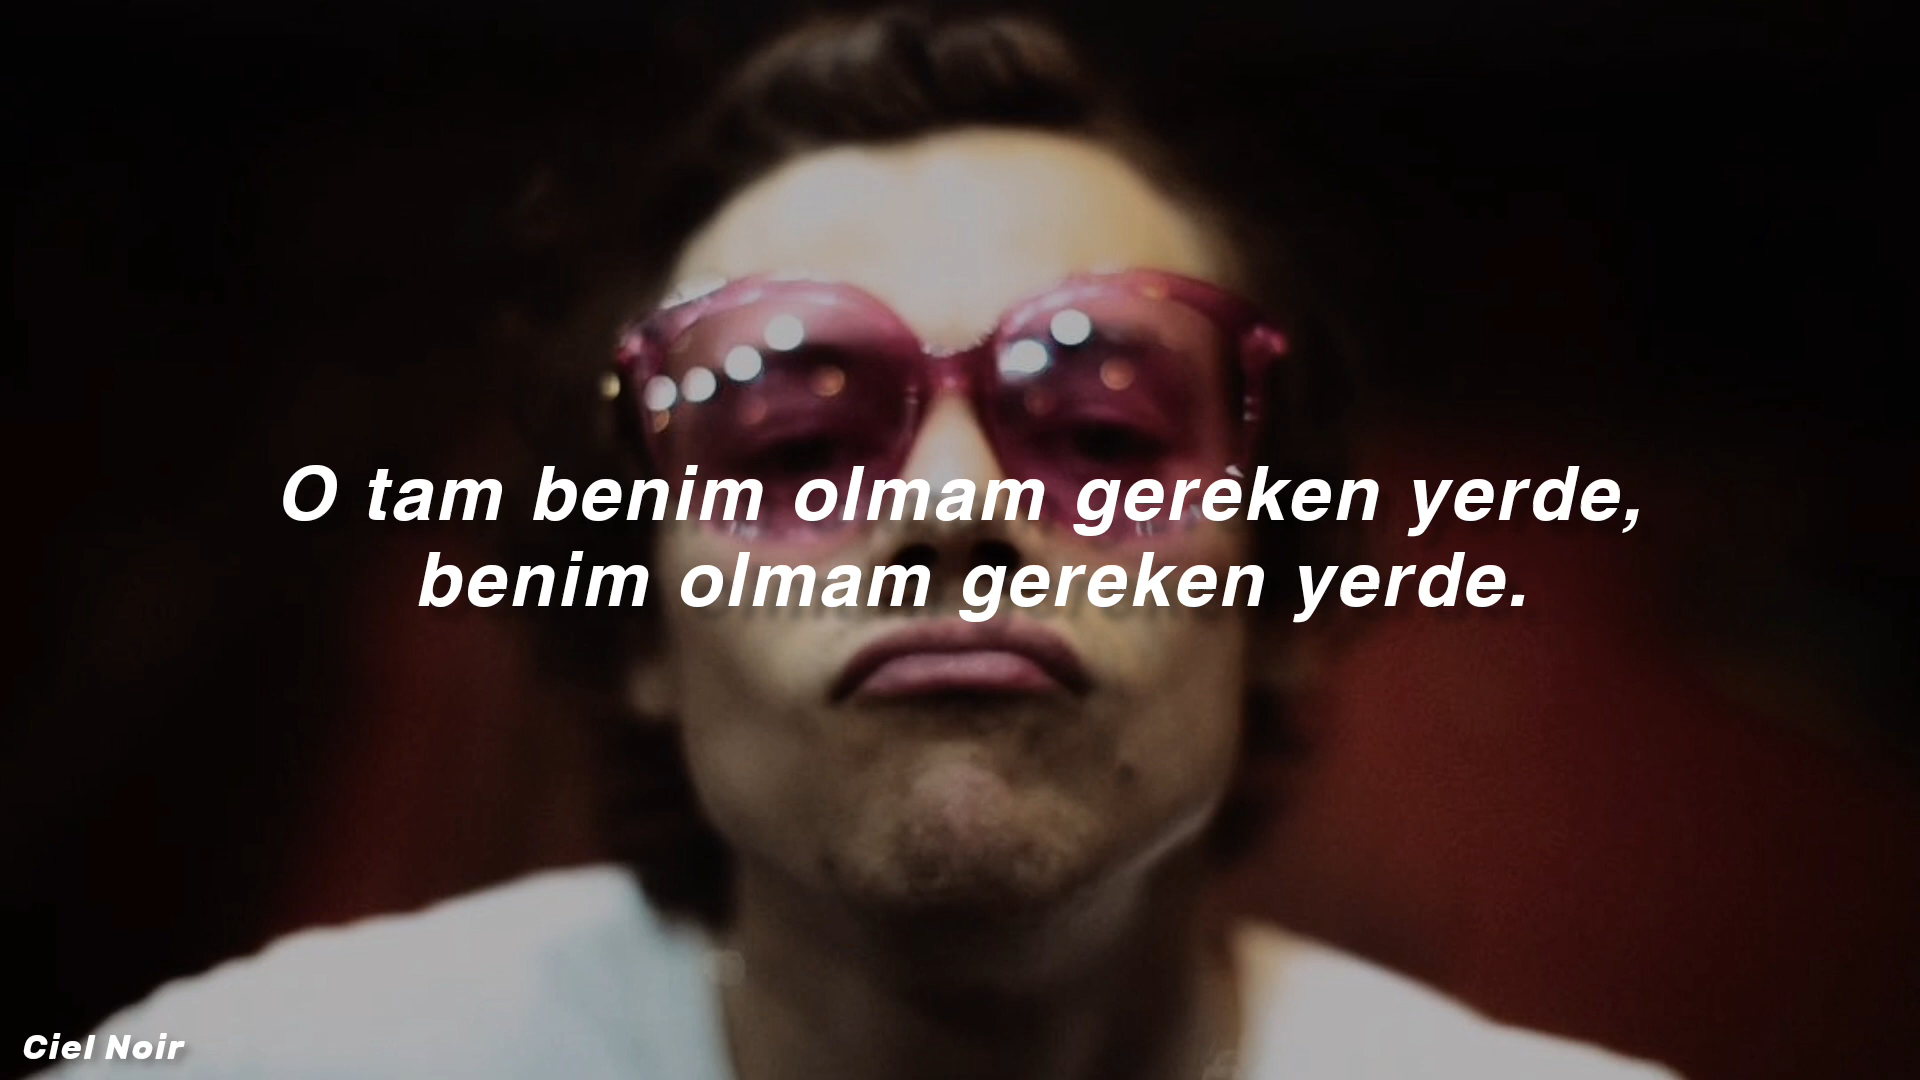 O tam benim olmam gereken yerde,
benim olmam gereken yerde.
Ciel Noir